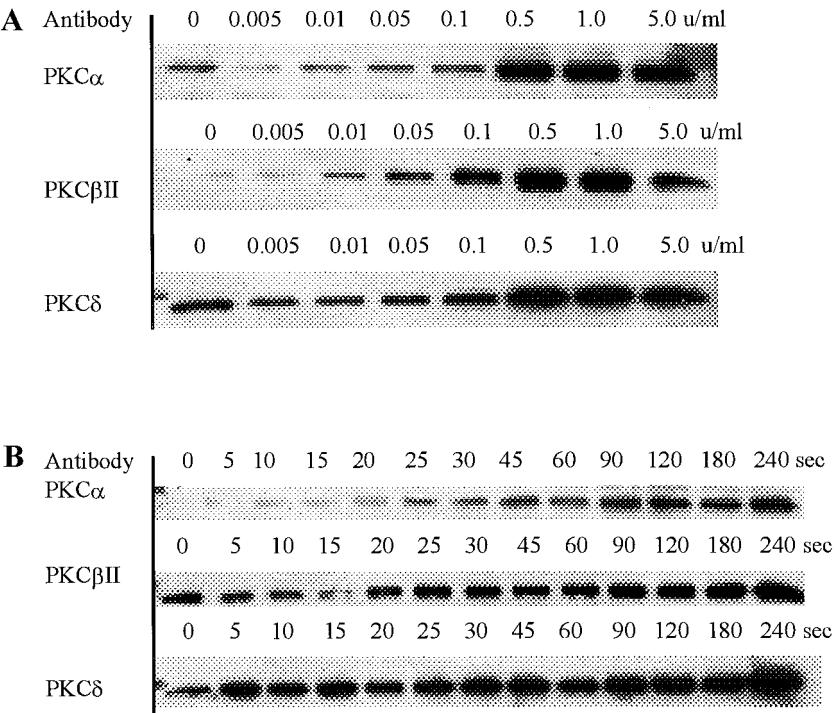 A Antibody 0 0.005 0.01 0.05 0.1 0.5 1.0 5.0 u/ml
PKCα
0 0.005 0.01 0.05 0.1 0.5 1.0 5.0 u/ml
PKCβII
0 0.005 0.01 0.05 0.1 0.5 1.0 5.0 u/ml
PKCδ
B Antibody 0 5 10 15 20 25 30 45 60 90 120 180 240 sec
PKCα
0 5 10 15 20 25 30 45 60 90 120 180 240 sec
PKCβII
0 5 10 15 20 25 30 45 60 90 120 180 240 sec
PKCδ